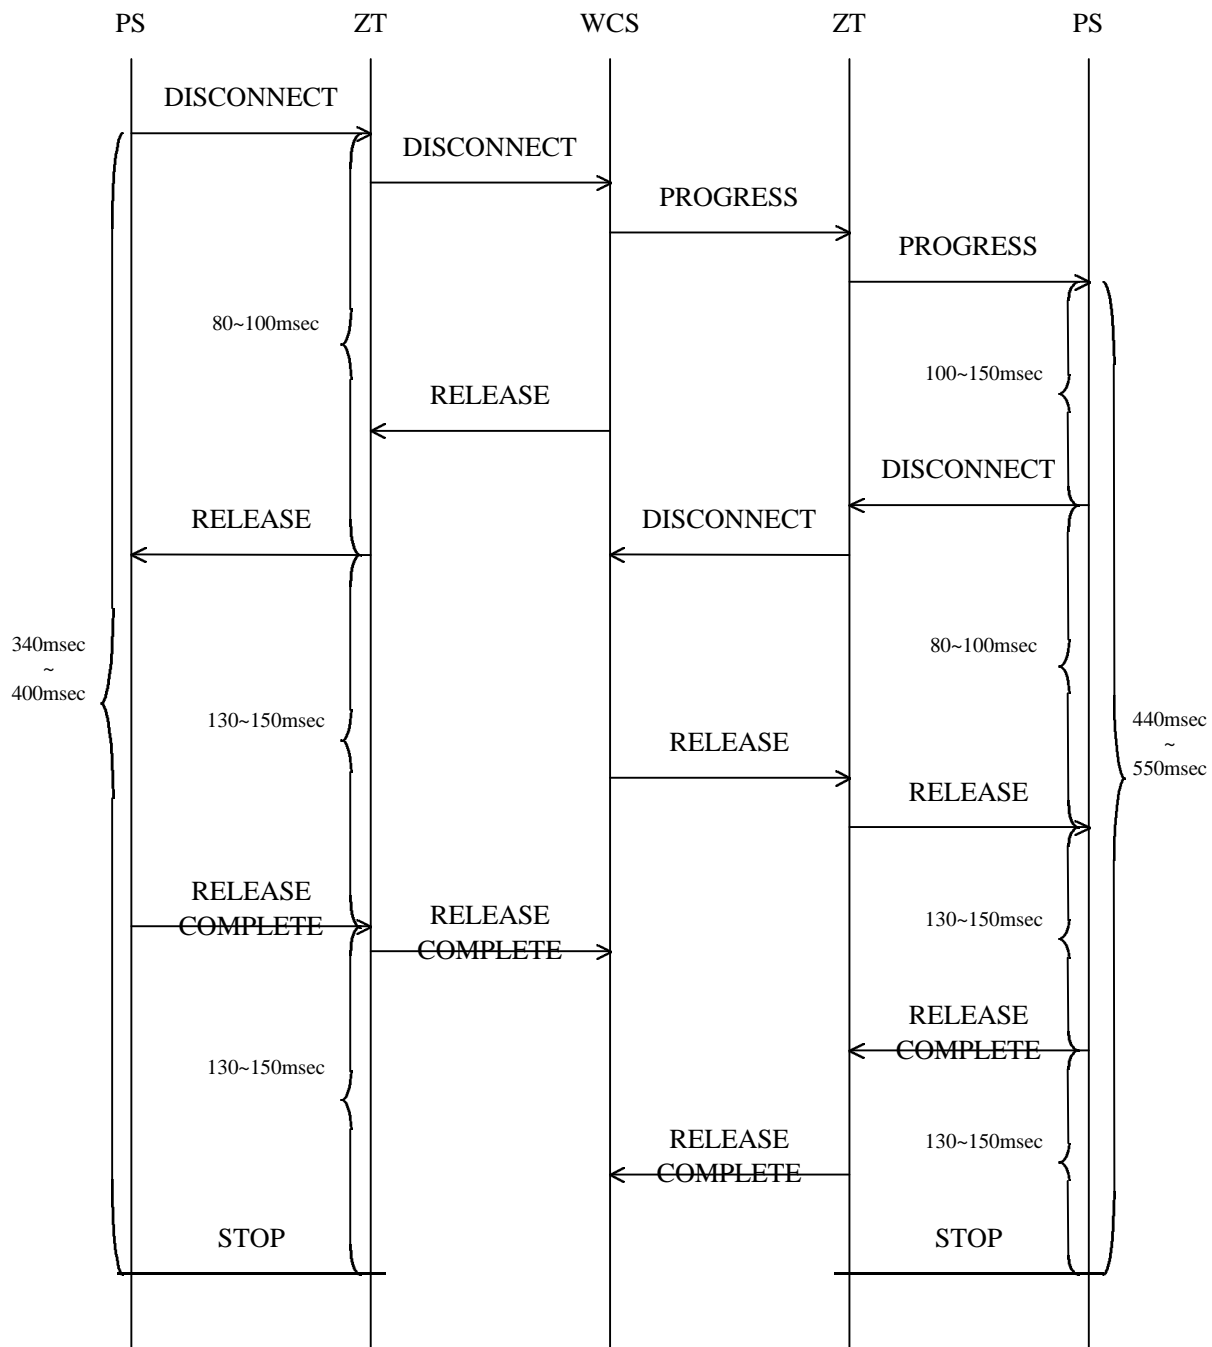 PS ZT WCS ZT PS
DISCONNECT
DISCONNECT
PROGRESS
PROGRESS
80~100msec
100~150msec
RELEASE
DISCONNECT
RELEASE
DISCONNECT
340msec
~
400msec
80~100msec
130~150msec
RELEASE
440msec
~
550msec
RELEASE
RELEASE
COMPLETE
RELEASE
COMPLETE
130~150msec
RELEASE
COMPLETE
130~150msec
RELEASE
COMPLETE
130~150msec
STOP
STOP